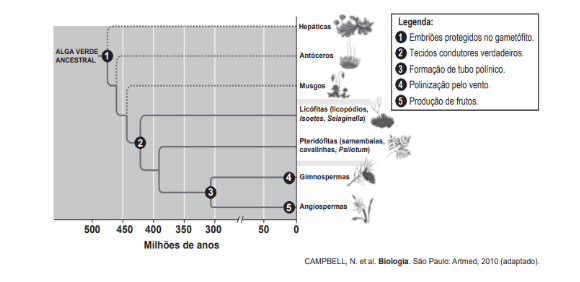 Hepáticas
ALGA VERDE
ANCESTRAL
1
Antóceros
Musgos
Licófitas (licopódios,
Isoetes, Selaginella)
2
Pteridófitas (samambaias,
cavalinhas, Psilotum)
4
Gimnospermas
3
5
Angiospermas
500 450 400 350 300 50 0
Milhões de anos
Legenda:
1 Embriões protegidos no gametófito.
2 Tecidos condutores verdadeiros.
3 Formação de tubo polínico.
4 Polinização pelo vento.
5 Produção de frutos.
CAMPBELL, N. et al. Biologia. São Paulo: Artmed, 2010 (adaptado).